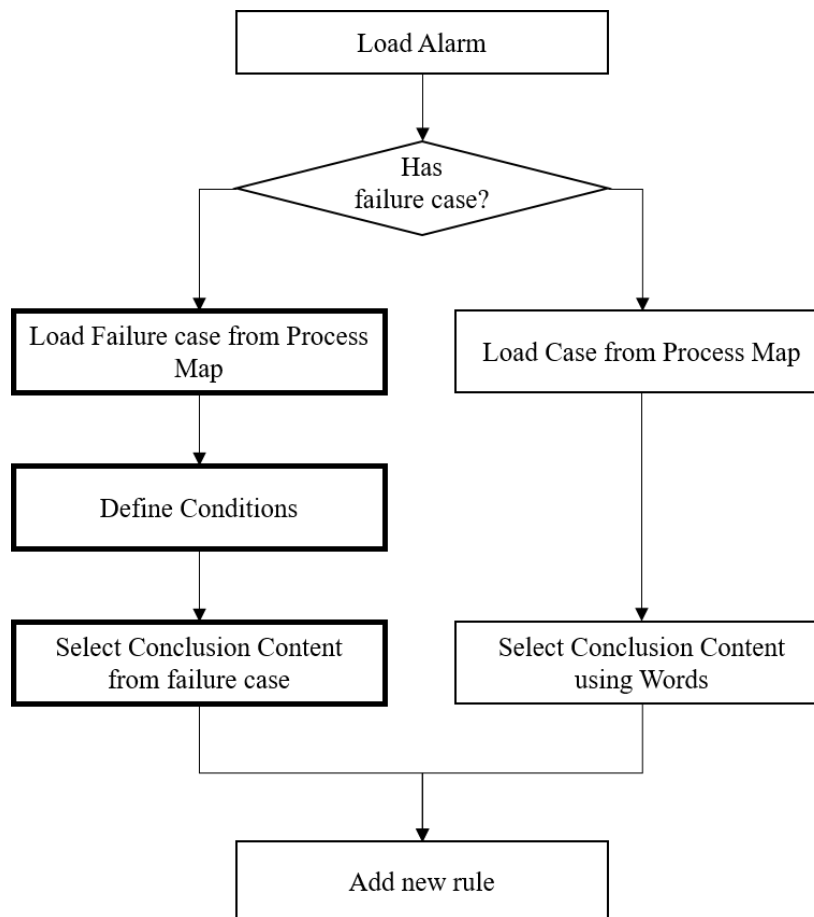 Load Alarm
Has
failure case?
Load Failure case from Process
Map
Load Case from Process Map
Define Conditions
Select Conclusion Content
from failure case
Select Conclusion Content
using Words
Add new rule